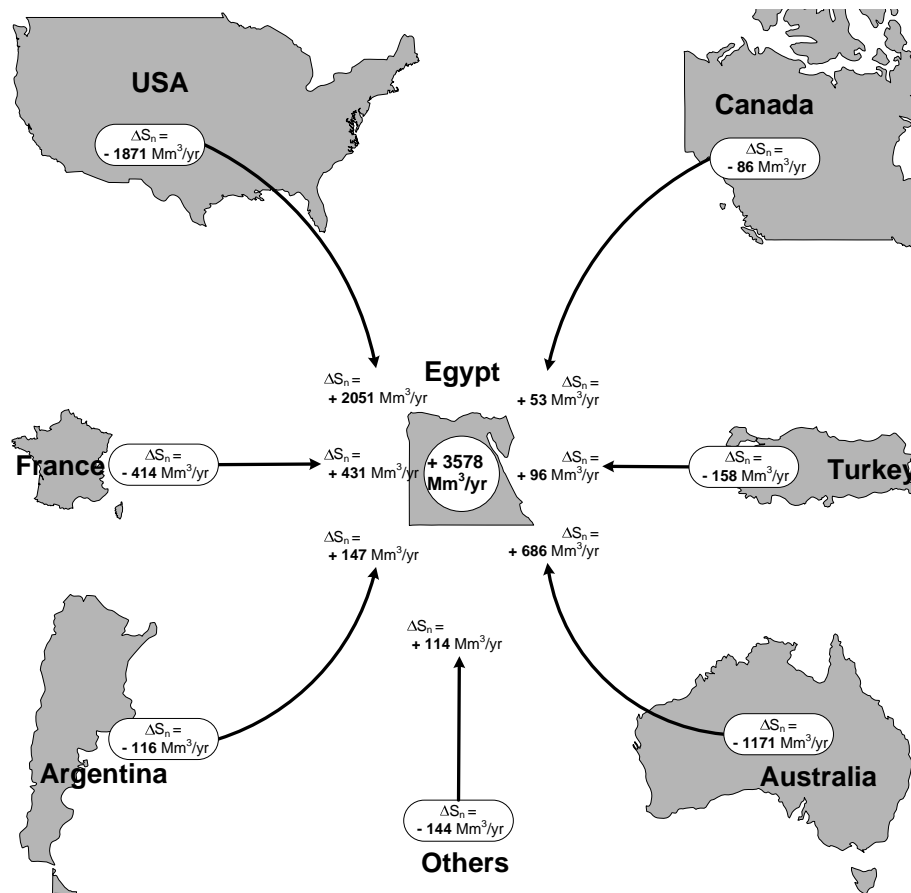 USA
ΔSₙ =
- 1871 Mm³/yr
Canada
ΔSₙ =
- 86 Mm³/yr
Egypt
ΔSₙ =
+ 2051 Mm³/yr
ΔSₙ =
+ 53 Mm³/yr
France
ΔSₙ =
- 414 Mm³/yr
ΔSₙ =
+ 431 Mm³/yr
+ 3578
Mm³/yr
ΔSₙ =
+ 96 Mm³/yr
ΔSₙ =
- 158 Mm³/yr
Turkey
ΔSₙ =
+ 147 Mm³/yr
ΔSₙ =
+ 686 Mm³/yr
ΔSₙ =
+ 114 Mm³/yr
ΔSₙ =
- 116 Mm³/yr
Argentina
ΔSₙ =
- 1171 Mm³/yr
Australia
ΔSₙ =
- 144 Mm³/yr
Others